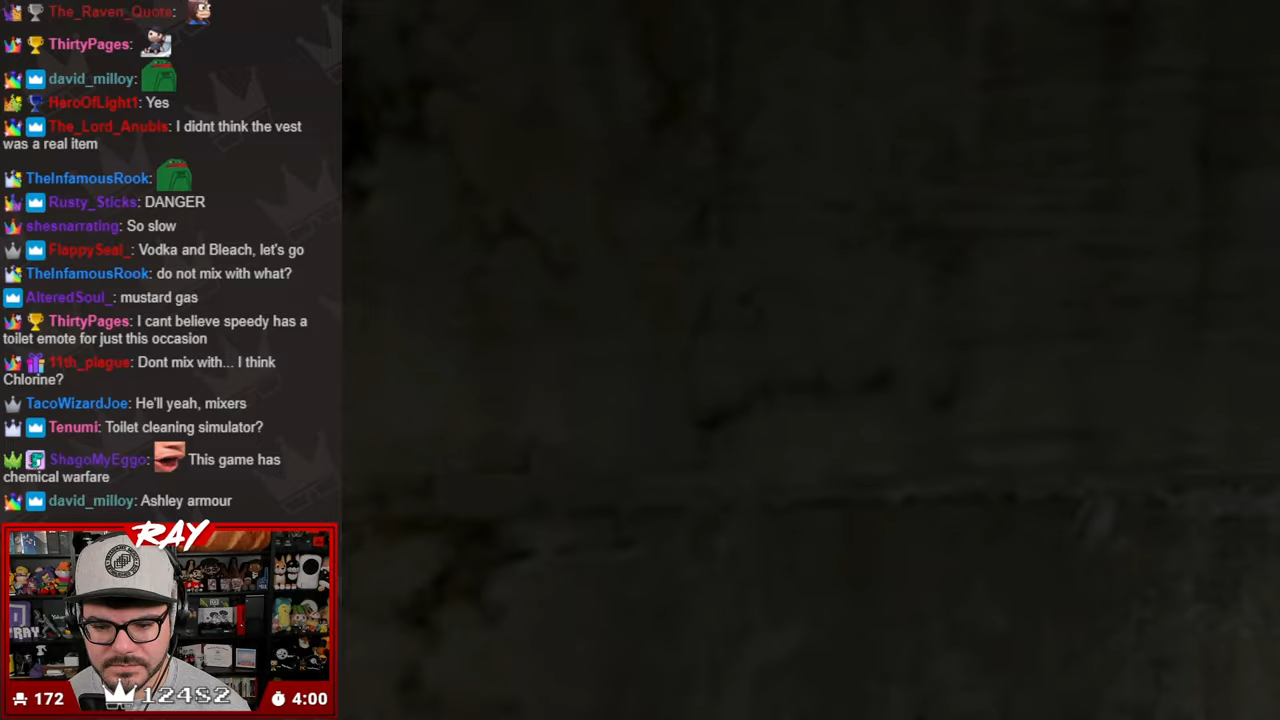 The_Raven_Quote:
ThirtyPages:
david_milloy:
HeroOfLight1: Yes
The_Lord_Anubis: I didnt think the vest
was a real item
TheInfamousRook:
Rusty_Sticks: DANGER
shesnarrating: So slow
FlappySeal_: Vodka and Bleach, let's go
TheInfamousRook: do not mix with what?
AlteredSoul_: mustard gas
ThirtyPages: I cant believe speedy has a
toilet emote for just this occasion
11th_plague: Dont mix with... I think
Chlorine?
TacoWizardJoe: He'll yeah, mixers
Tenumi: Toilet cleaning simulator?
ShagoMyEggo: This game has
chemical warfare
david_milloy: Ashley armour
RAY
172
12452
4:00